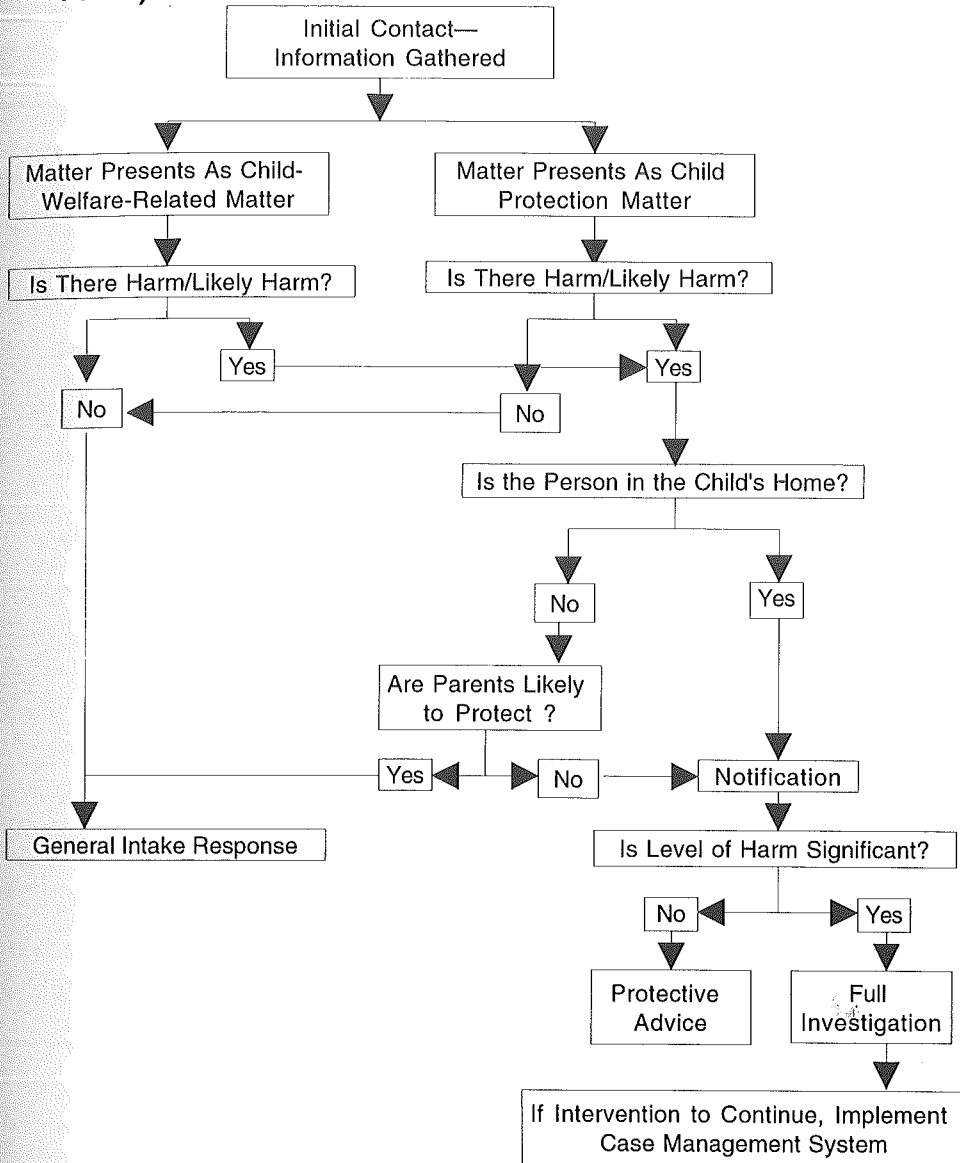 Initial Contact—
Information Gathered
Matter Presents As Child-
Welfare-Related Matter
Matter Presents As Child
Protection Matter
Is There Harm/Likely Harm?
Is There Harm/Likely Harm?
Yes
Yes
No
No
Is the Person in the Child's Home?
No
Yes
Are Parents Likely
to Protect ?
Yes
No
Notification
General Intake Response
Is Level of Harm Significant?
No
Yes
Protective
Advice
Full
Investigation
If Intervention to Continue, Implement
Case Management System